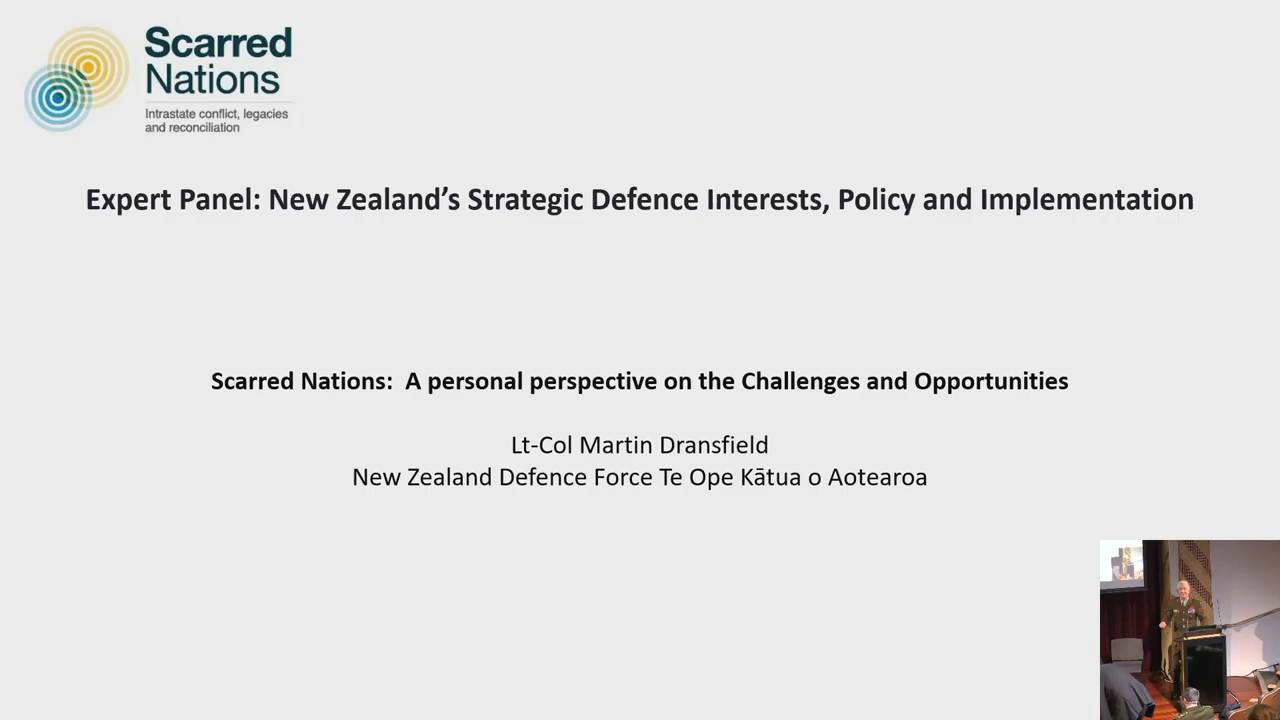 Scarred
Nations
Intrastate conflict, legacies
and reconciliation
Expert Panel: New Zealand’s Strategic Defence Interests, Policy and Implementation
Scarred Nations:  A personal perspective on the Challenges and Opportunities
Lt-Col Martin Dransfield
New Zealand Defence Force Te Ope Kātua o Aotearoa